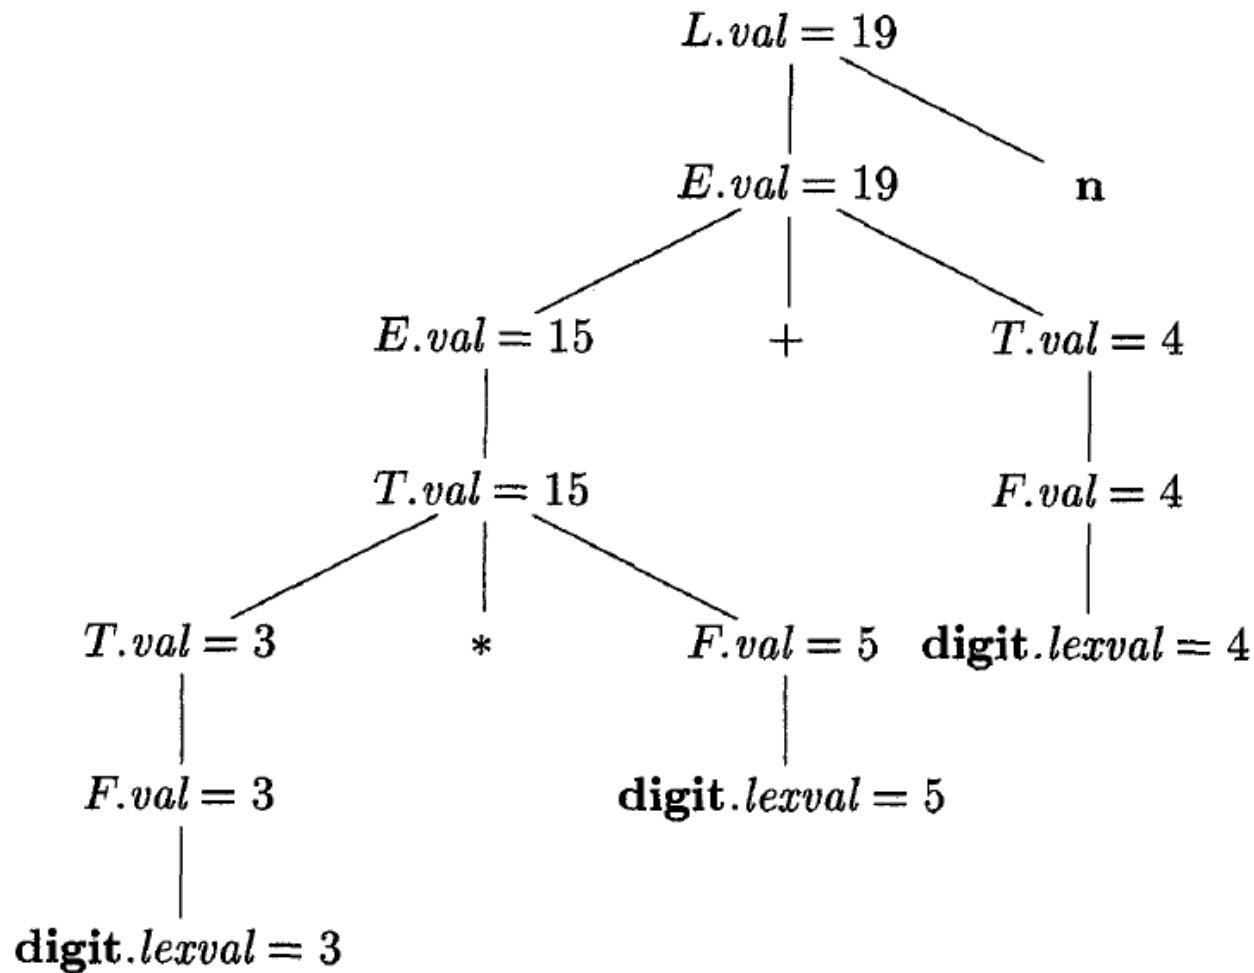 L.val = 19
E.val = 19 n
E.val = 15 + T.val = 4
T.val = 15 F.val = 4
T.val = 3 * F.val = 5 digit.lexval = 4
F.val = 3 digit.lexval = 5
digit.lexval = 3